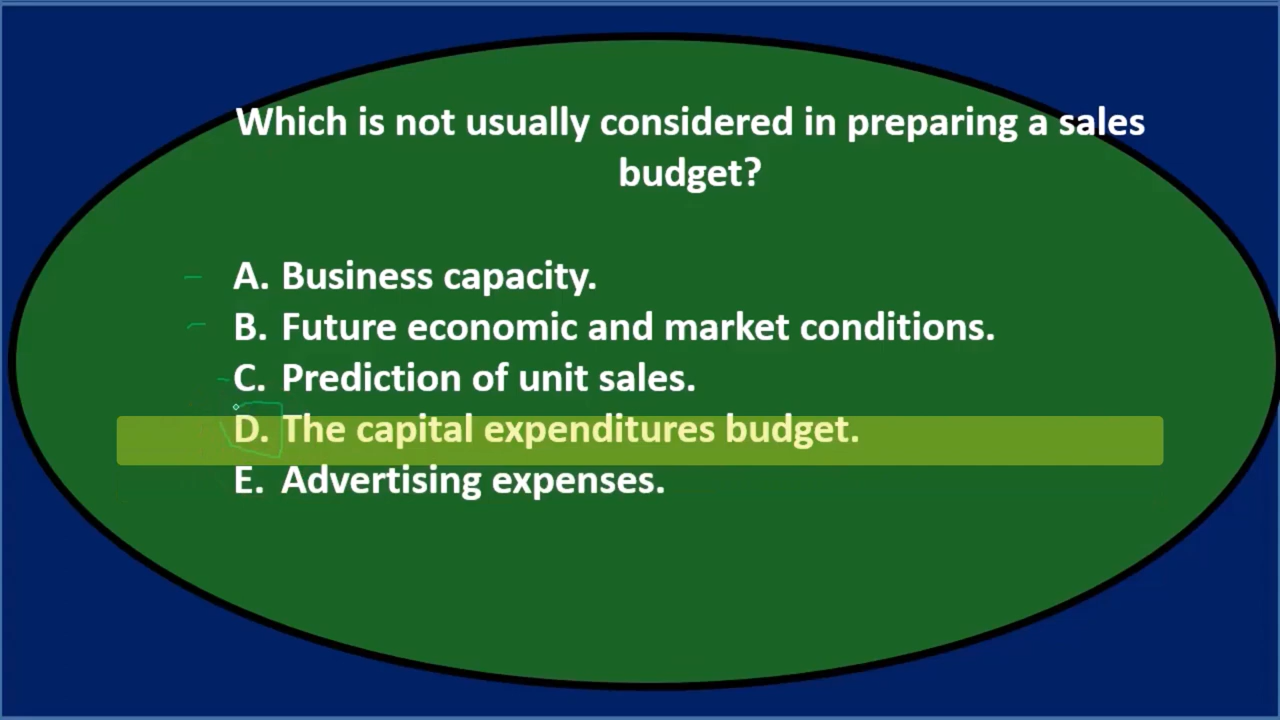 Which is not usually considered in preparing a sales
budget?
A. Business capacity.
B. Future economic and market conditions.
C. Prediction of unit sales.
D. The capital expenditures budget.
E. Advertising expenses.